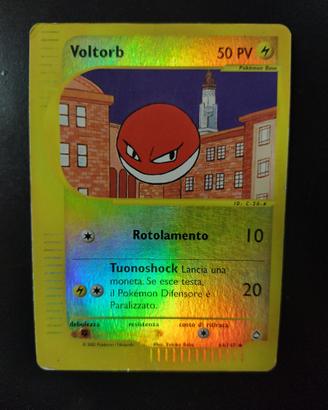 Voltorb 50 PV
Pokémon Base
Rotolamento 10
Tuonoshock Lancia una
moneta. Se esce testa,
il Pokémon Difensore è 20
Paralizzato.
debolezza resistenza costo di ritirata